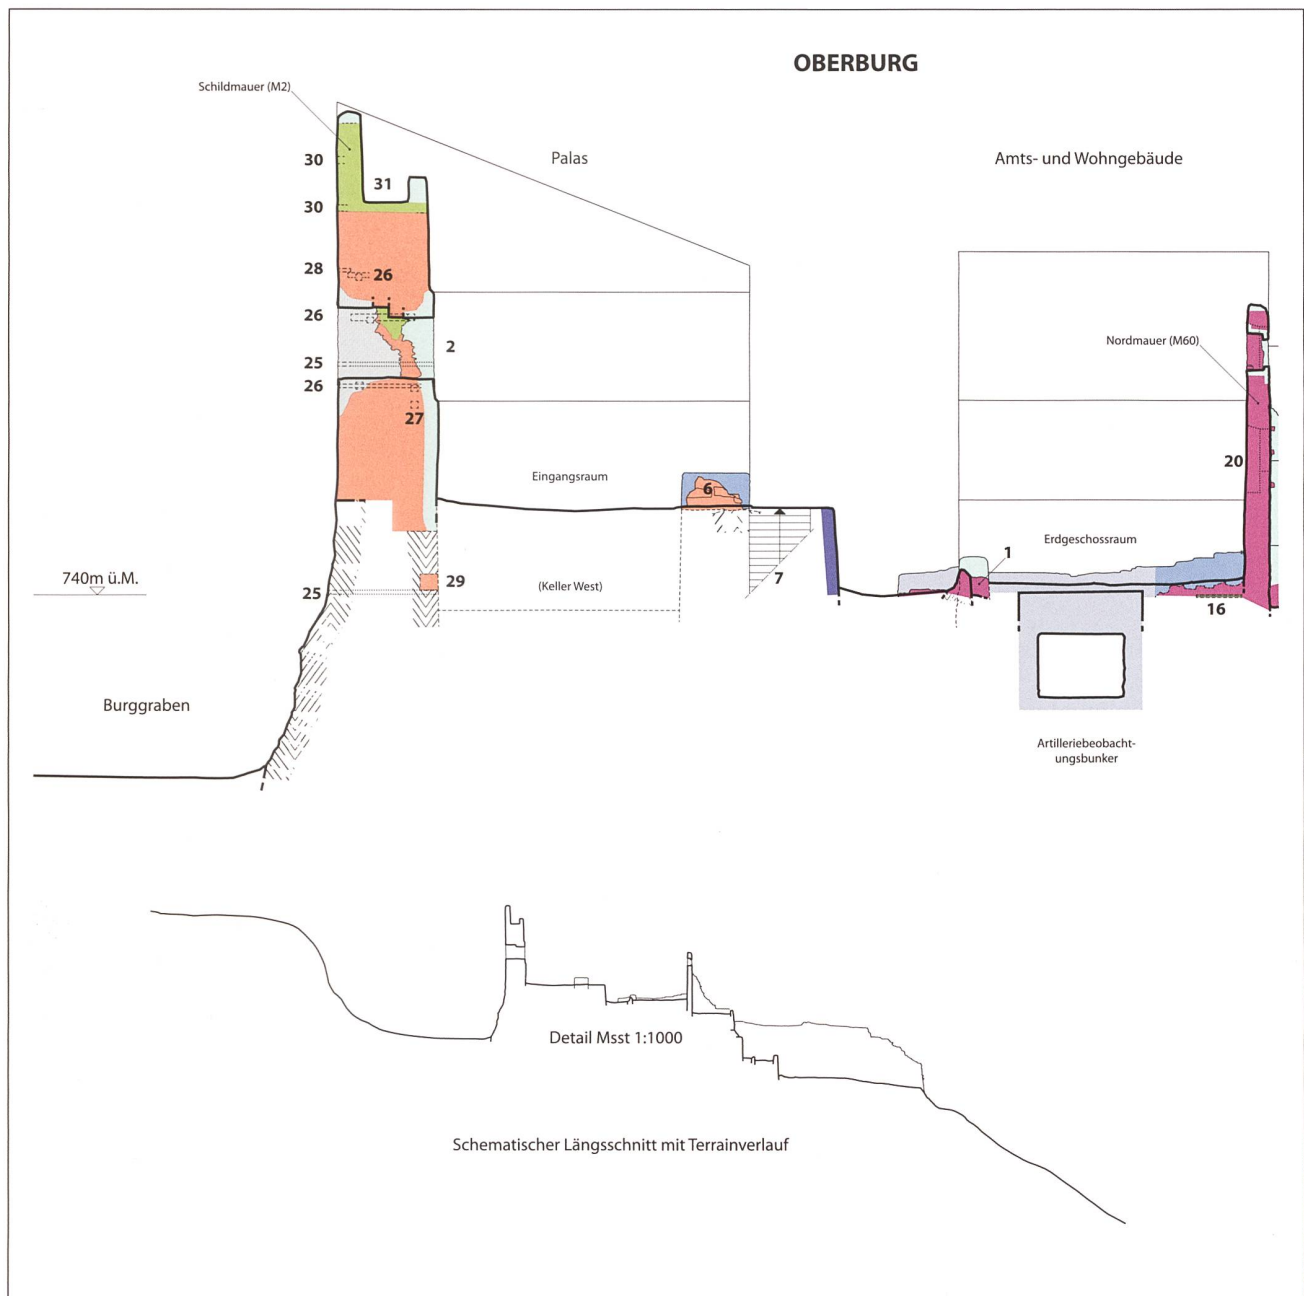 OBERBURG
Schildmauer (M2)
Palas
Amts- und Wohngebäude
30
31
30
28
26
26
2
25
26
27
Nordmauer (M60)
20
Eingangsraum
6
Erdgeschossraum
1
740m ü.M.
25
29
(Keller West)
7
16
Burggraben
Artilleriebeobacht-
ungsbunker
Detail Msst 1:1000
Schematischer Längsschnitt mit Terrainverlauf